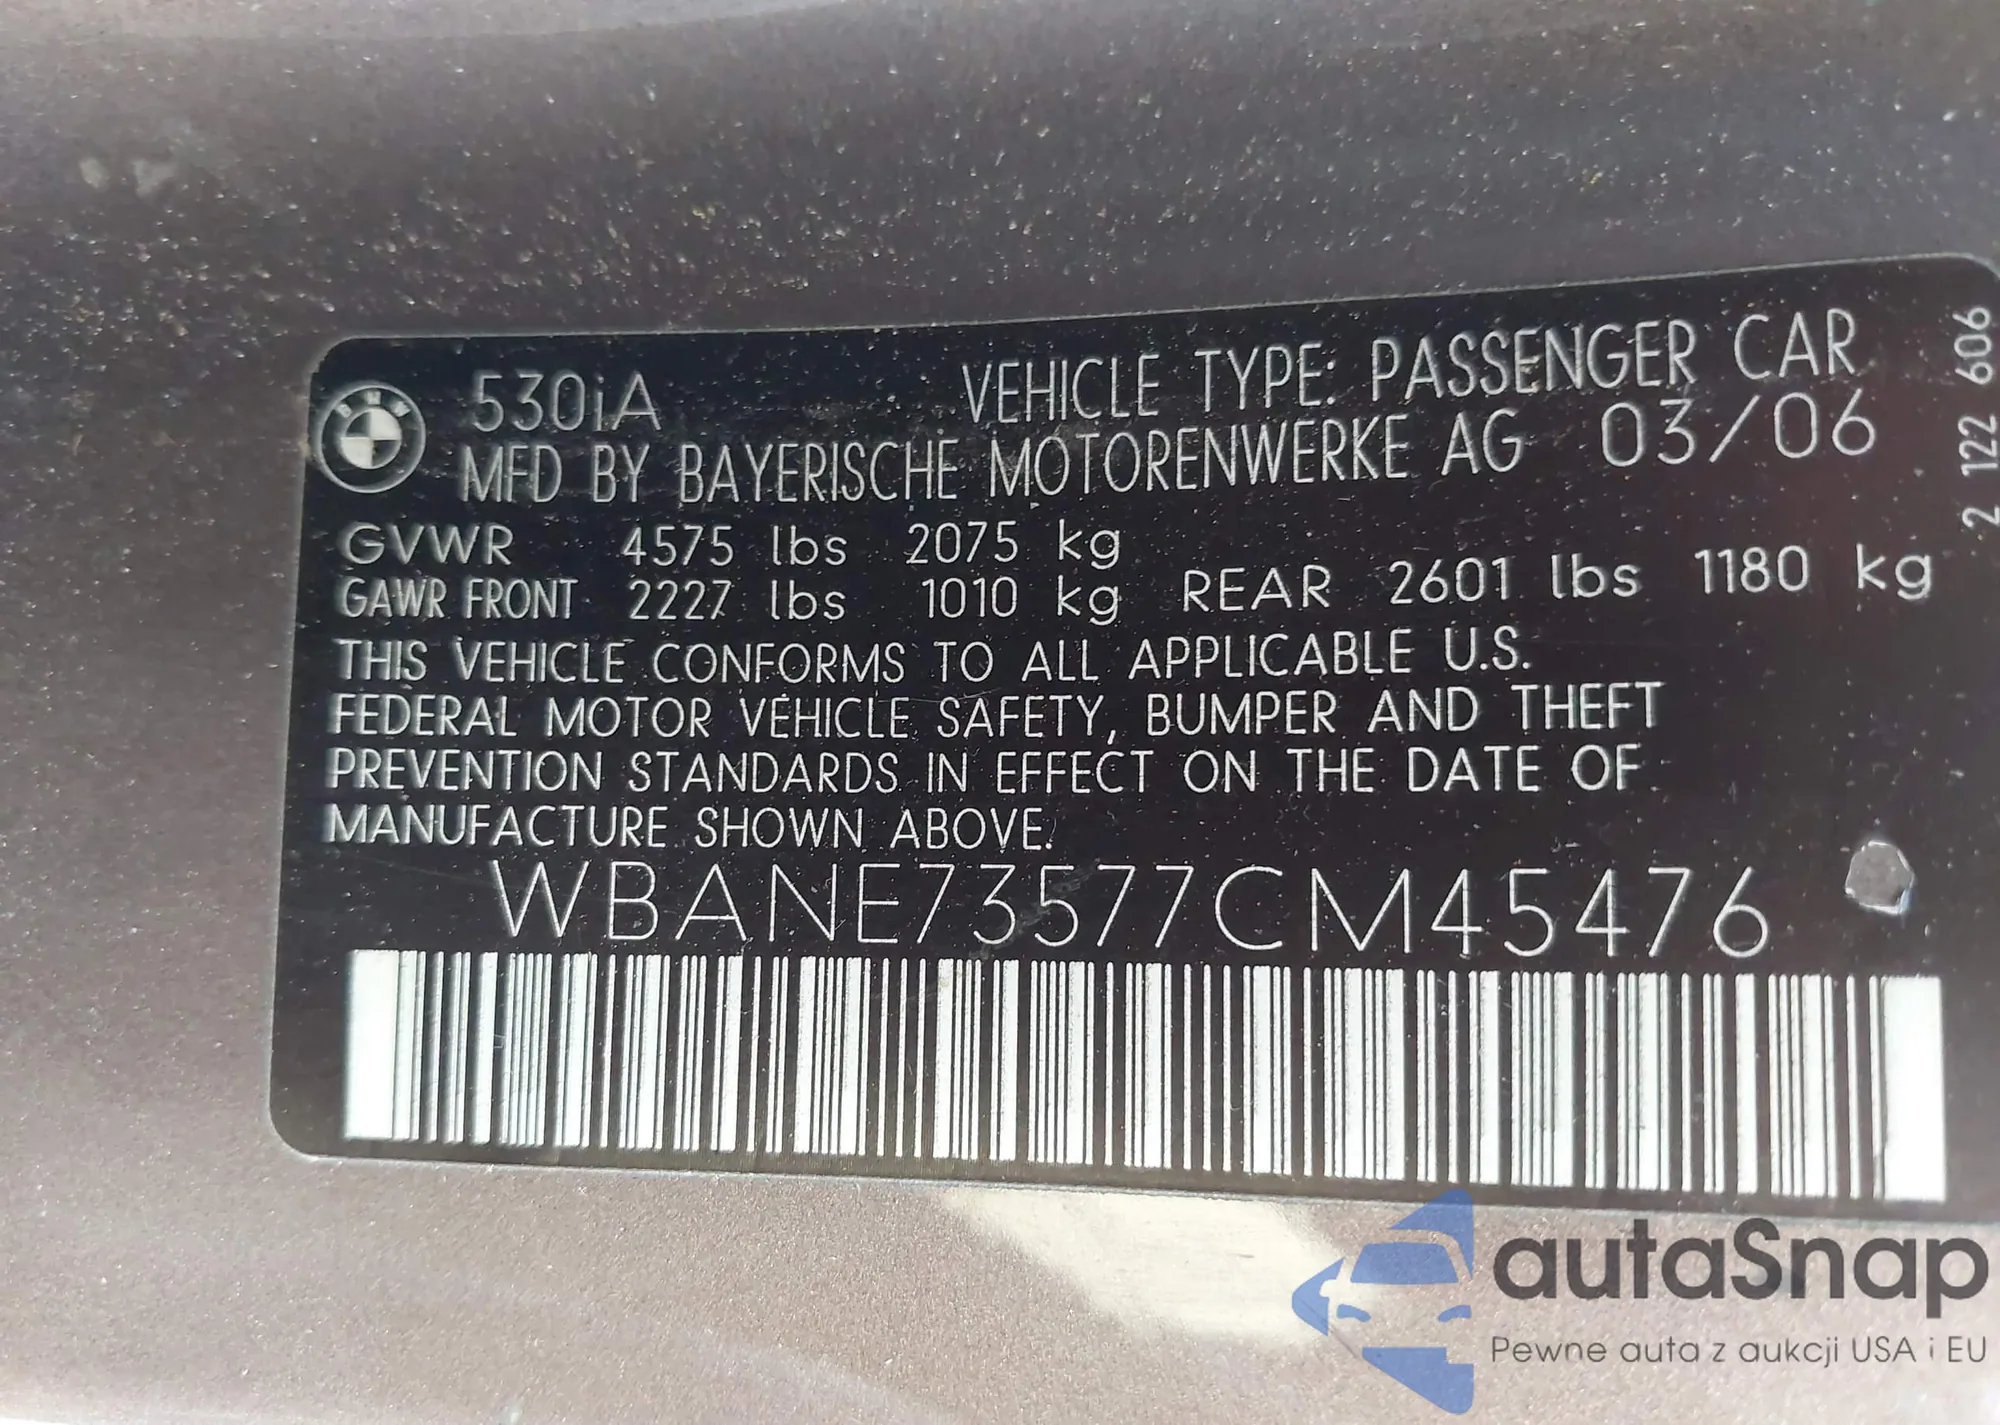 BMW
530iA VEHICLE TYPE: PASSENGER CAR
MFD BY BAYERISCHE MOTORENWERKE AG 03/06
GVWR 4575 lbs 2075 kg
GAWR FRONT 2227 lbs 1010 kg REAR 2601 lbs 1180 kg
THIS VEHICLE CONFORMS TO ALL APPLICABLE U.S.
FEDERAL MOTOR VEHICLE SAFETY, BUMPER AND THEFT
PREVENTION STANDARDS IN EFFECT ON THE DATE OF
MANUFACTURE SHOWN ABOVE.
WBANE73577CM45476
2 122 606
autaSnap
Pewne auta z aukcji USA i EU